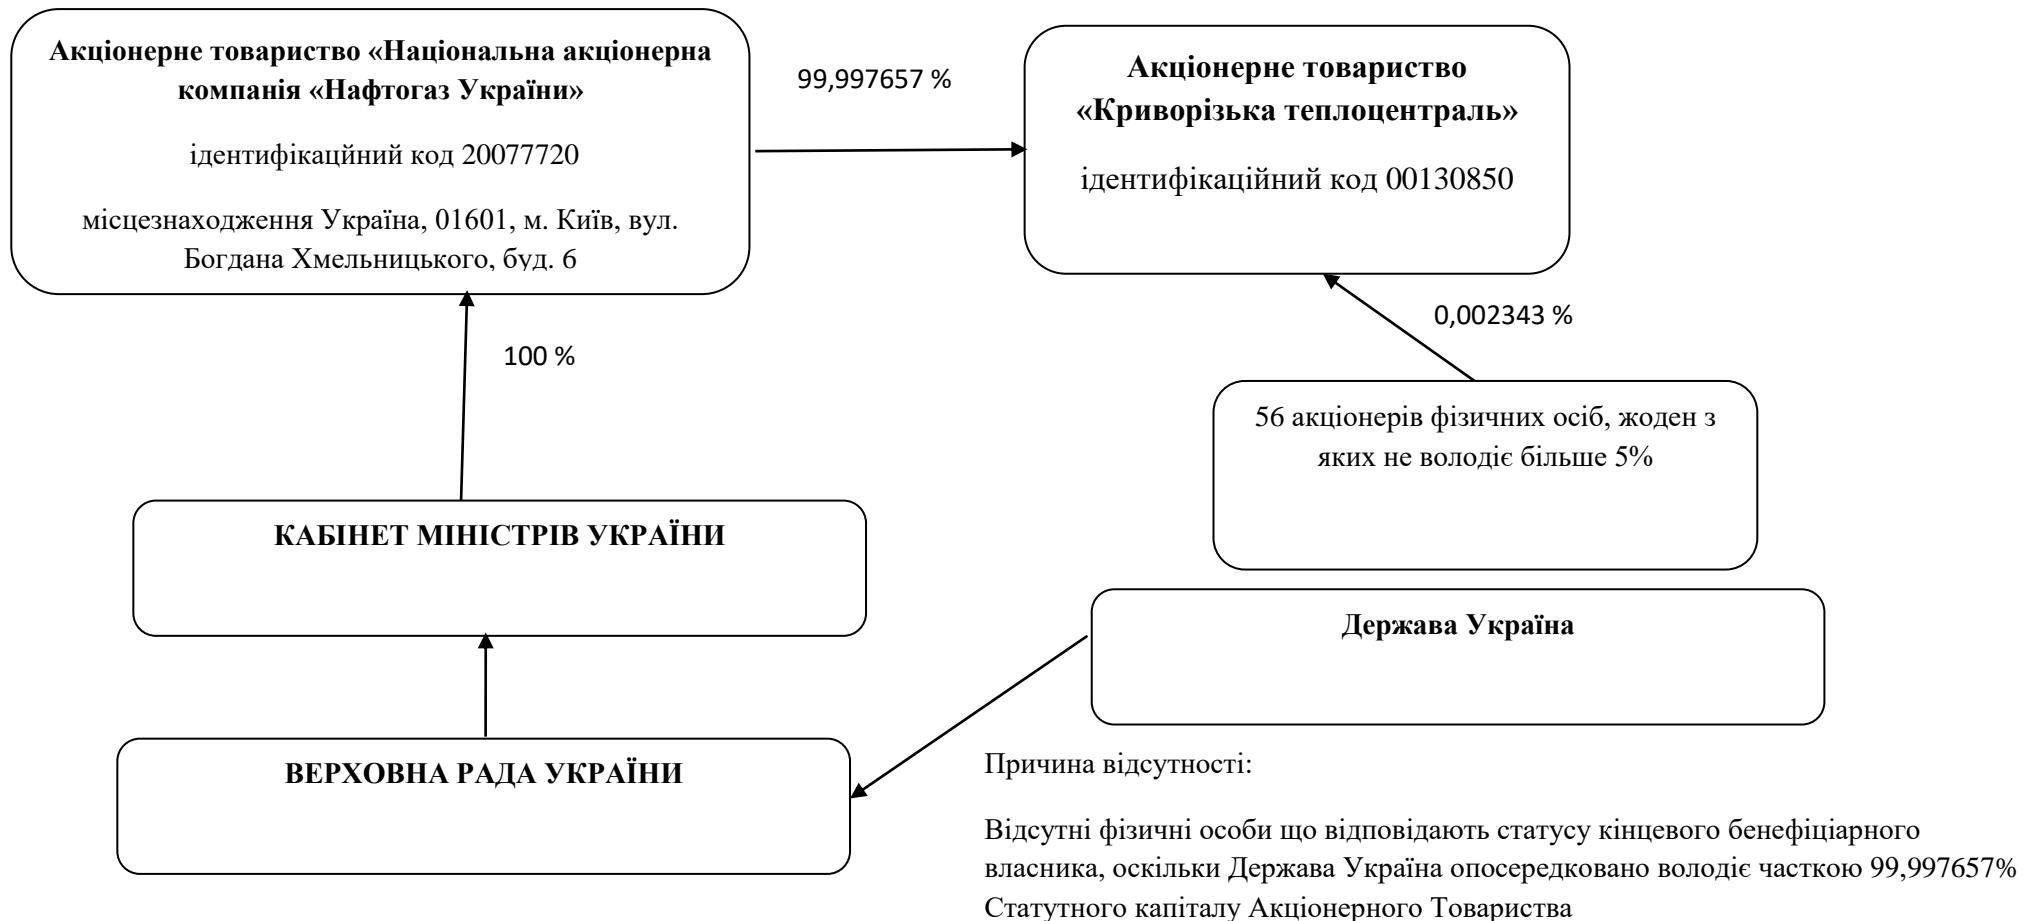 Акціонерне товариство «Національна акціонерна
компанія «Нафтогаз України»
ідентифікацйний код 20077720
місцезнаходження Україна, 01601, м. Київ, вул.
Богдана Хмельницького, буд. 6
99,997657 %
Акціонерне товариство
«Криворізька теплоцентраль»
ідентифікаційний код 00130850
0,002343 %
100 %
56 акціонерів фізичних осіб, жоден з
яких не володіє більше 5%
КАБІНЕТ МІНІСТРІВ УКРАЇНИ
Держава Україна
ВЕРХОВНА РАДА УКРАЇНИ
Причина відсутності:
Відсутні фізичні особи що відповідають статусу кінцевого бенефіціарного
власника, оскільки Держава Україна опосередковано володіє часткою 99,997657%
Статутного капіталу Акціонерного Товариства